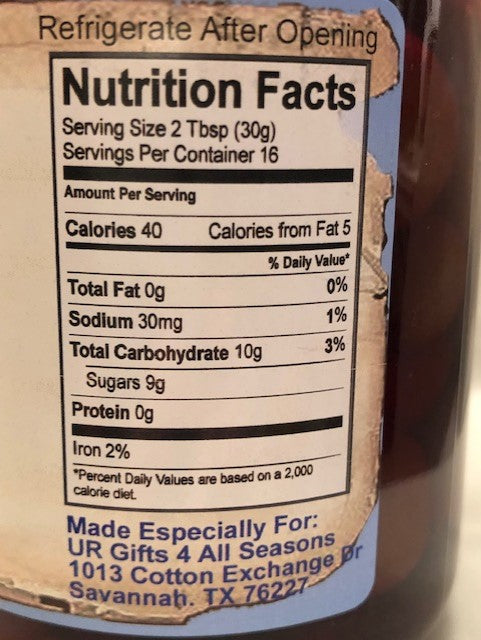 Refrigerate After Opening
Nutrition Facts
Serving Size 2 Tbsp (30g)
Servings Per Container 16
Amount Per Serving
Calories 40 Calories from Fat 5
% Daily Value*
Total Fat 0g 0%
Sodium 30mg 1%
Total Carbohydrate 10g 3%
Sugars 9g
Protein 0g
Iron 2%
*Percent Daily Values are based on a 2,000
calorie diet.
Made Especially For:
UR Gifts 4 All Seasons
1013 Cotton Exchange Dr
Savannah. TX 76227